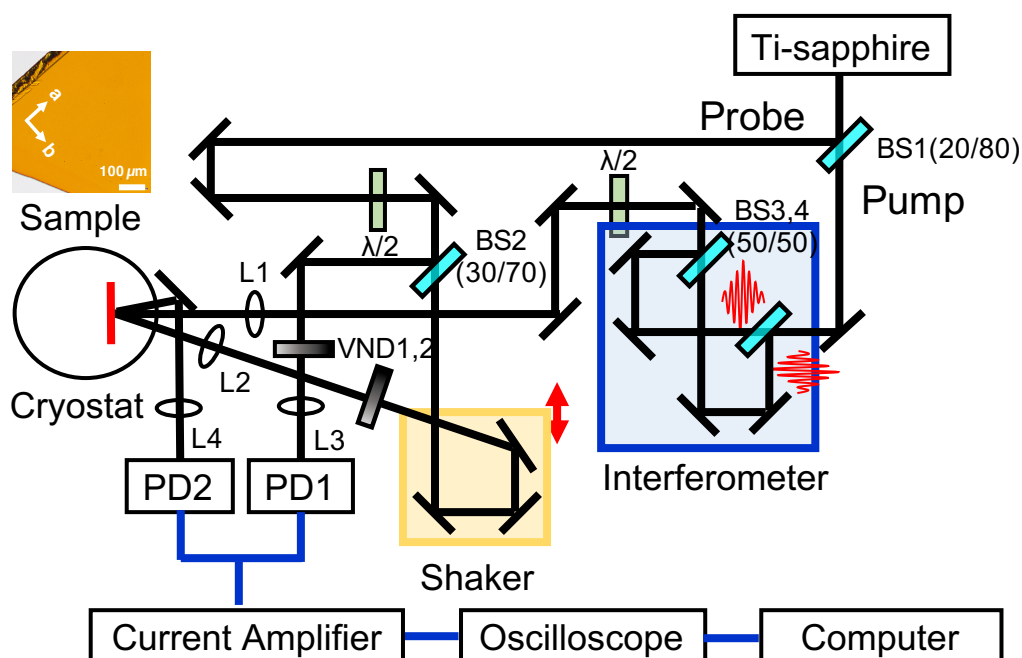 Ti-sapphire
a
b
100 µm
Probe
BS1(20/80)
Sample
λ/2
Pump
λ/2
BS2
(30/70)
BS3,4
(50/50)
L1
L2
VND1,2
Cryostat
L4
L3
PD2
PD1
Interferometer
Shaker
Current Amplifier
Oscilloscope
Computer